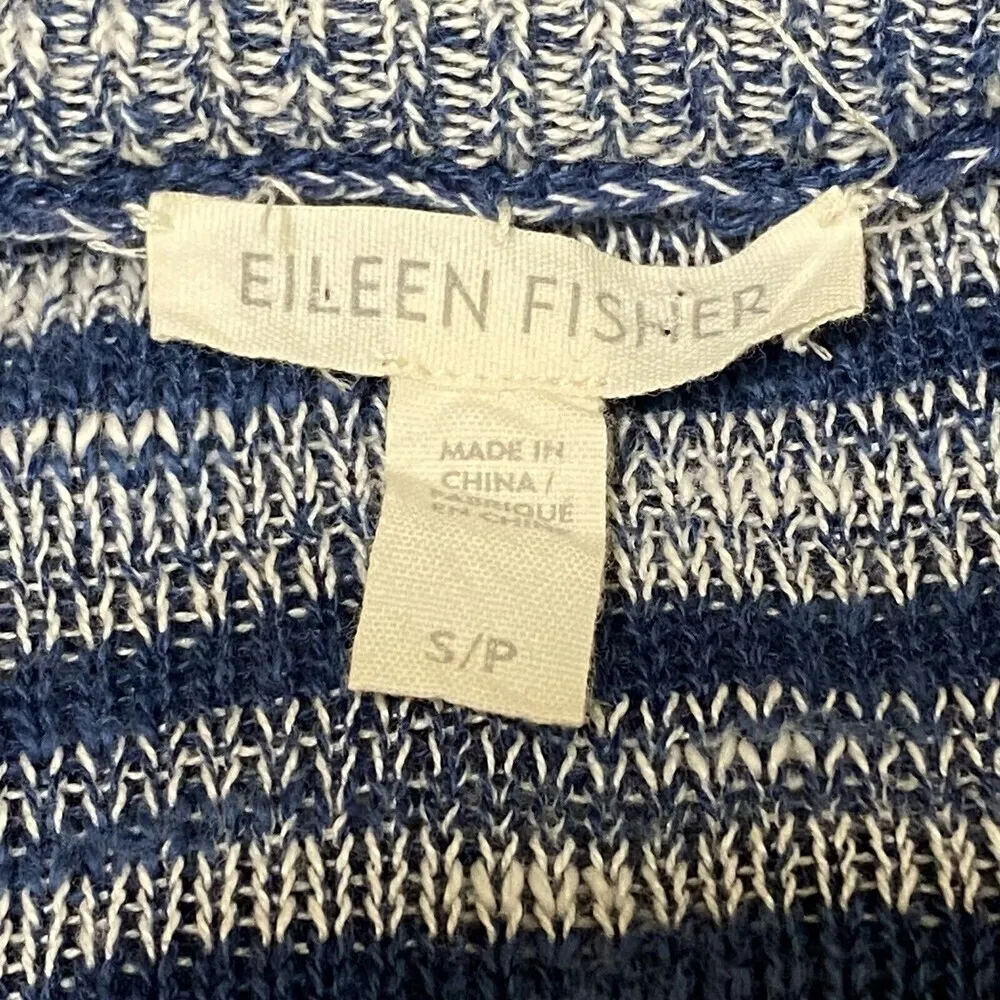 EILEEN FISHER
MADE IN
CHINA /
FABRIQUÉ
EN CHINE
S/P